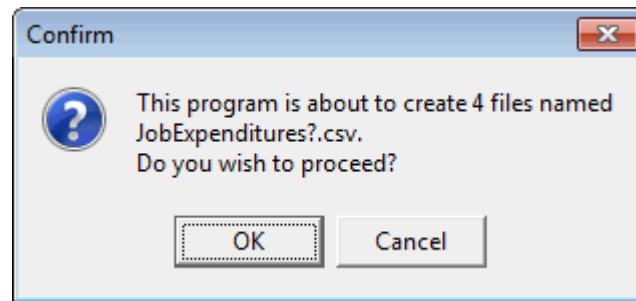 Confirm
This program is about to create 4 files named
JobExpenditures?.csv.
Do you wish to proceed?
OK
Cancel